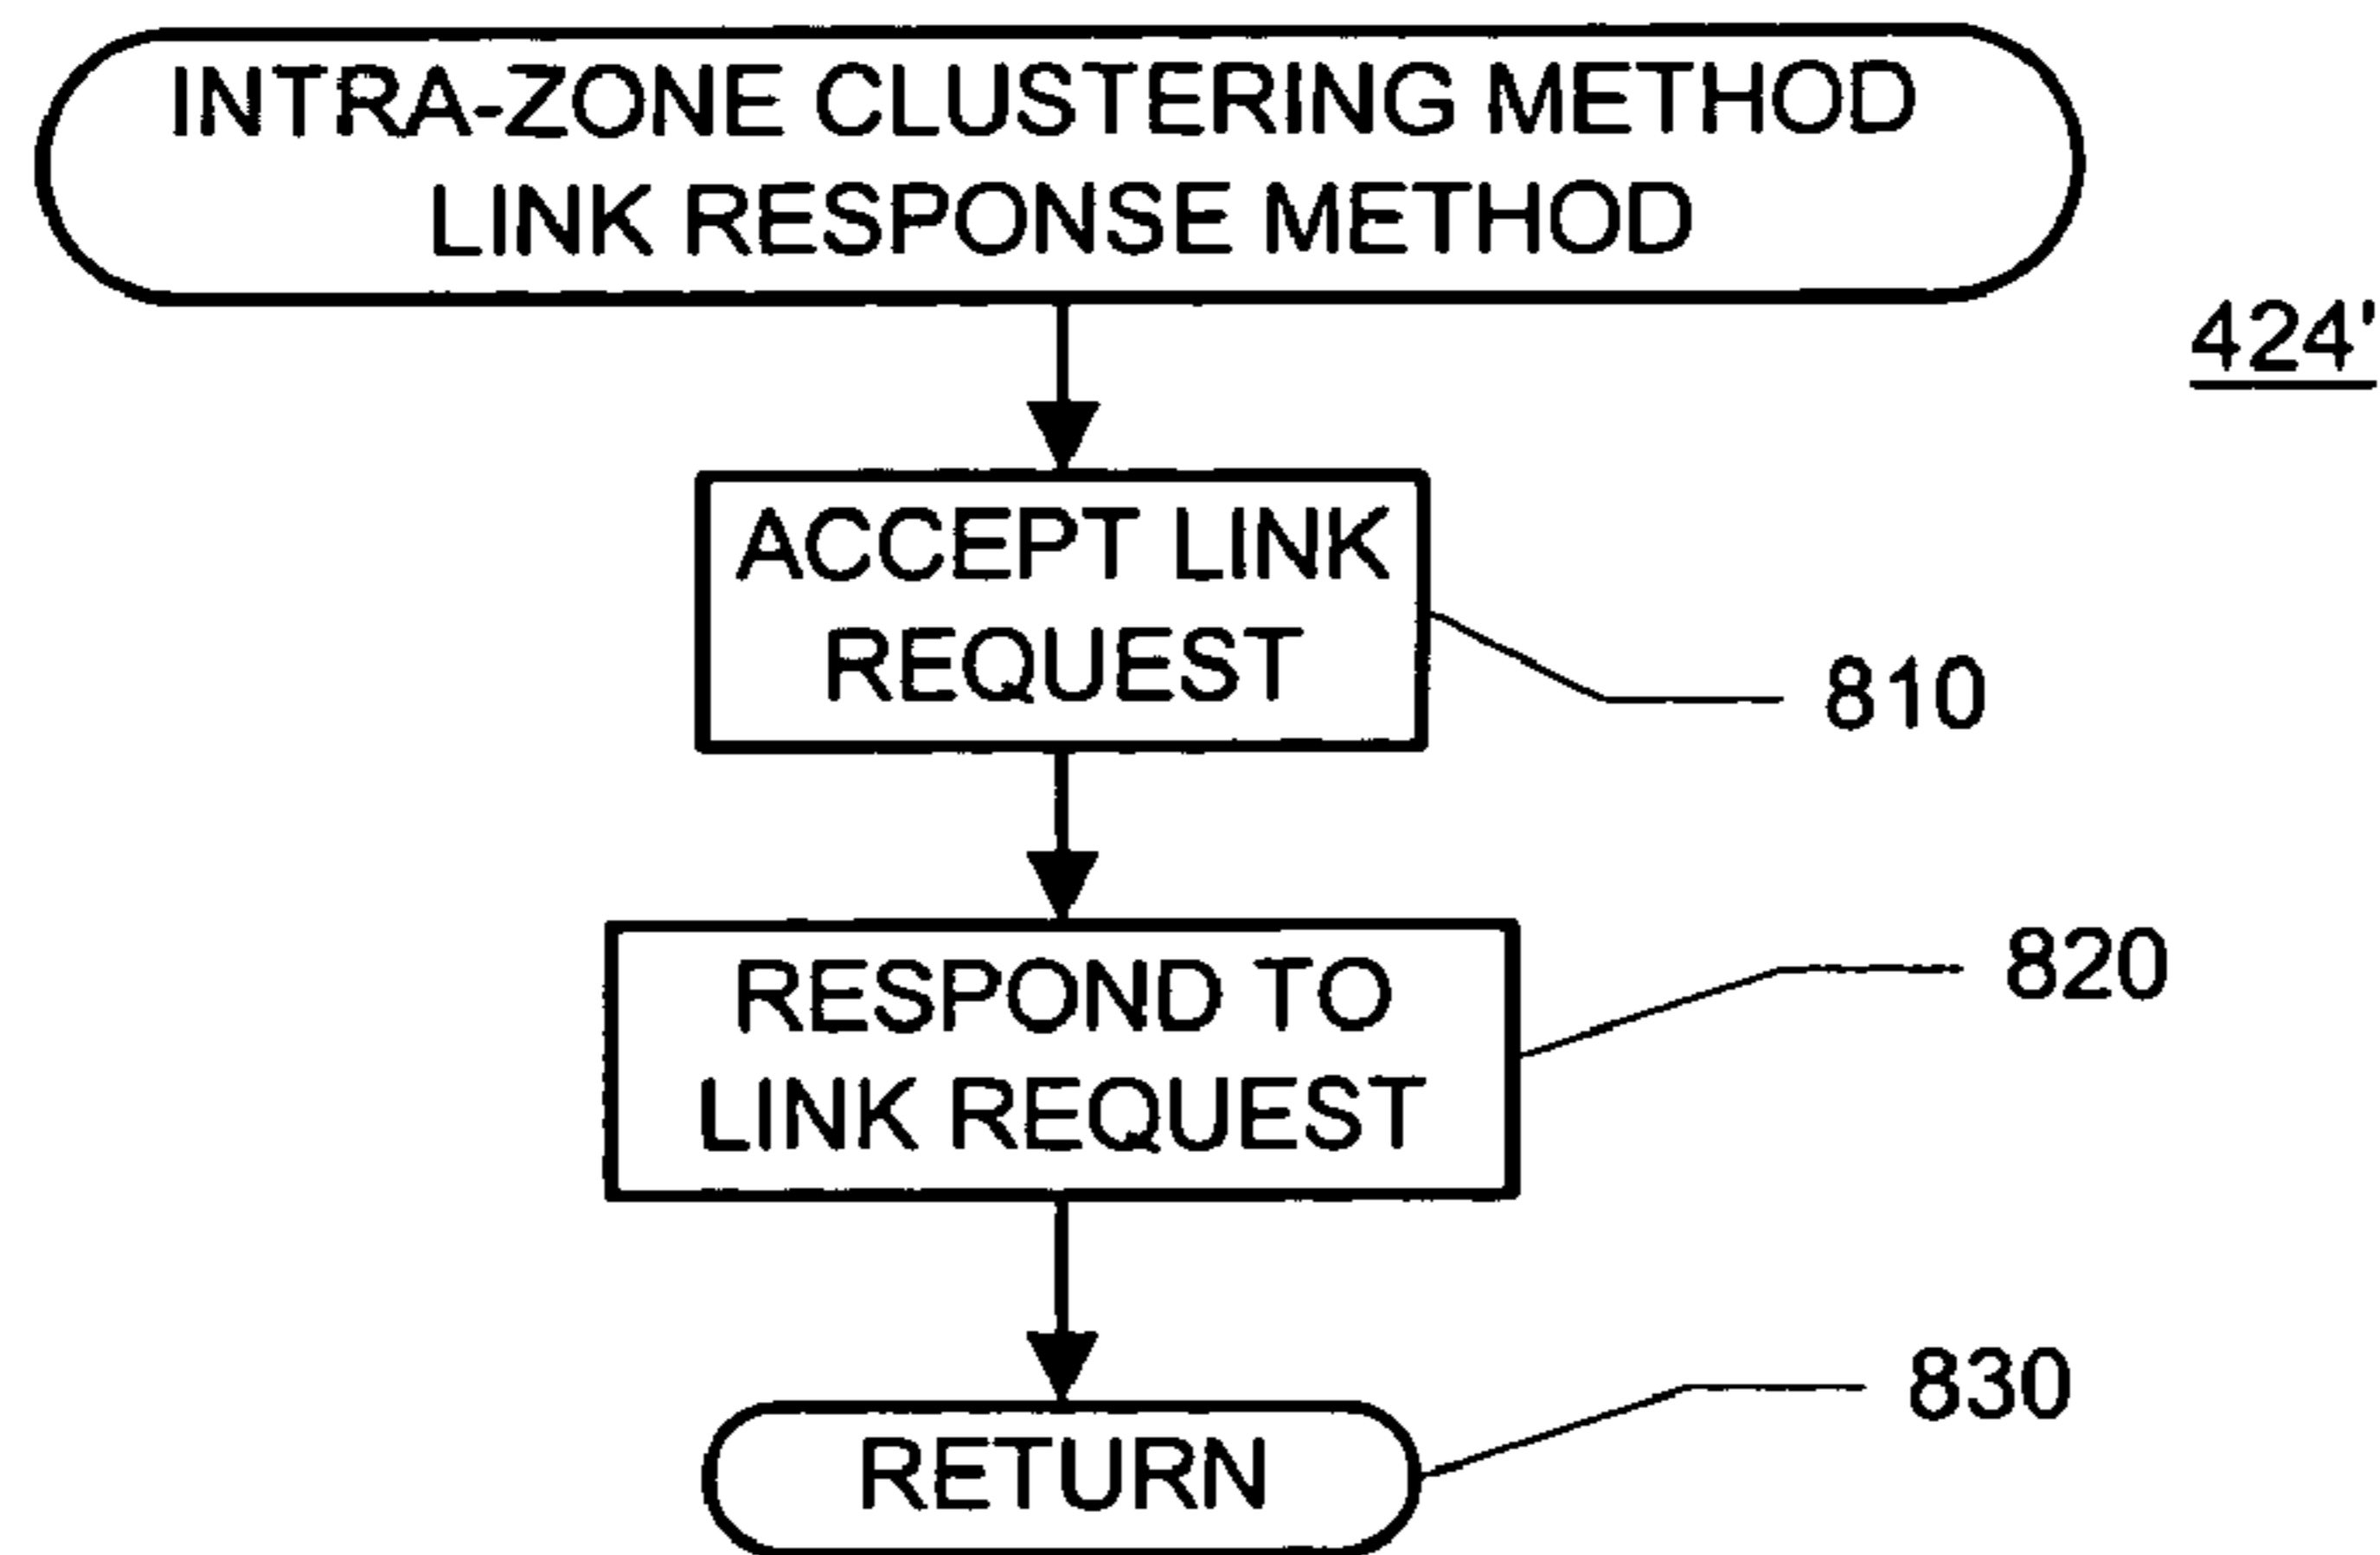 INTRA-ZONE CLUSTERING METHOD
LINK RESPONSE METHOD
424'
ACCEPT LINK
REQUEST
810
RESPOND TO
LINK REQUEST
820
RETURN
830